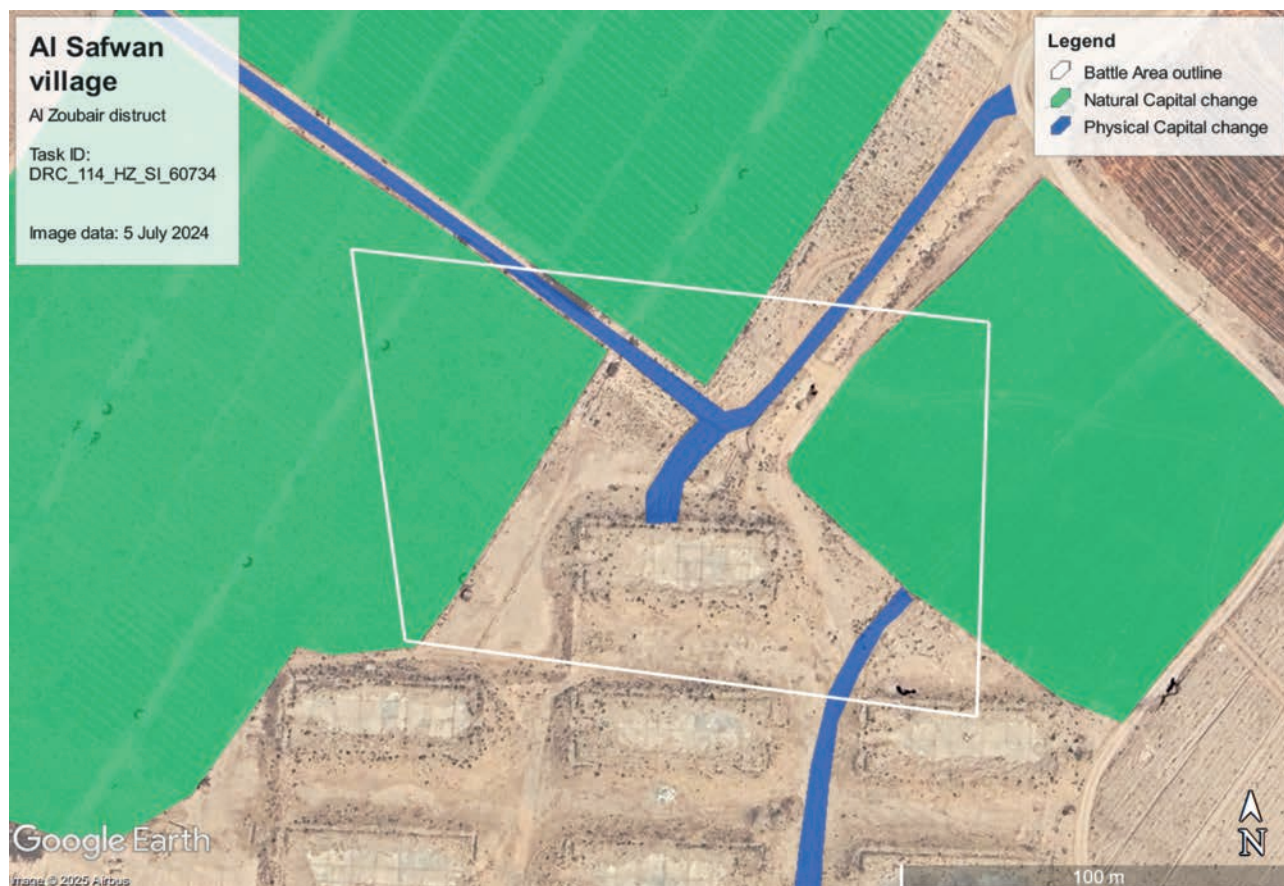 Al Safwan
village
Al Zoubair distruct
Task ID:
DRC_114_HZ_SI_60734
Image data: 5 July 2024
Legend
Battle Area outline
Natural Capital change
Physical Capital change
Google Earth
Image © 2025 Airbus
N
100 m